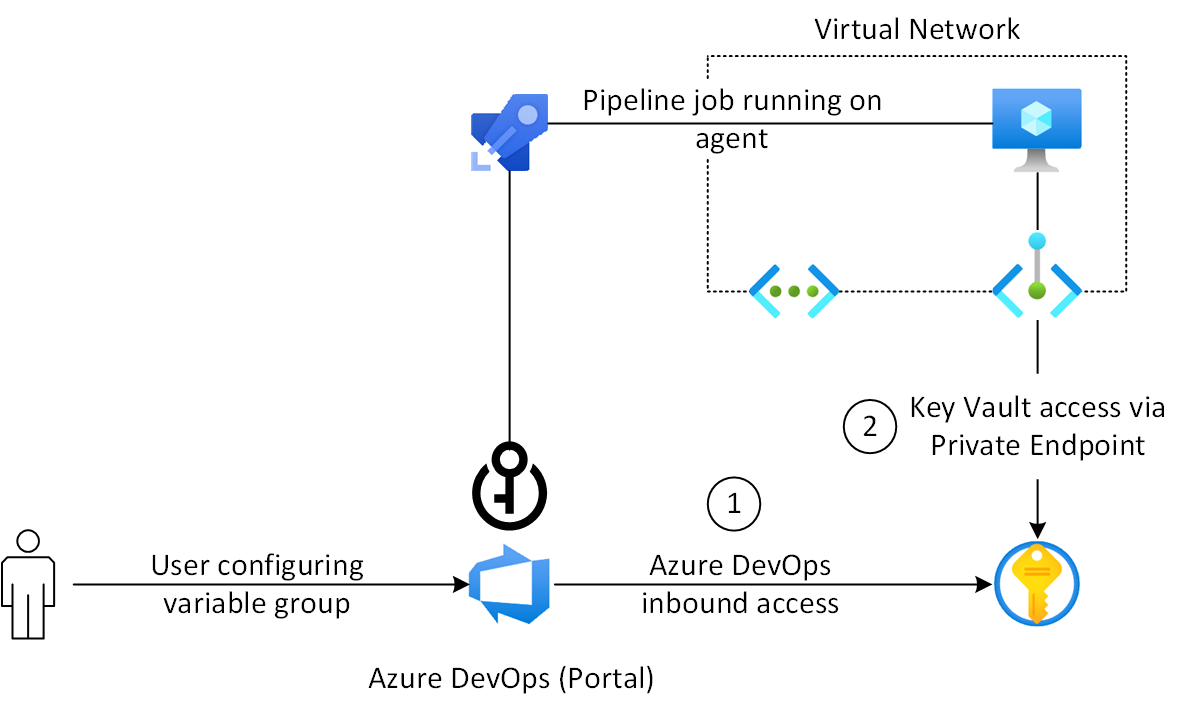 Virtual Network
Pipeline job running on
agent
2
Key Vault access via
Private Endpoint
1
User configuring
variable group
Azure DevOps
inbound access
Azure DevOps (Portal)